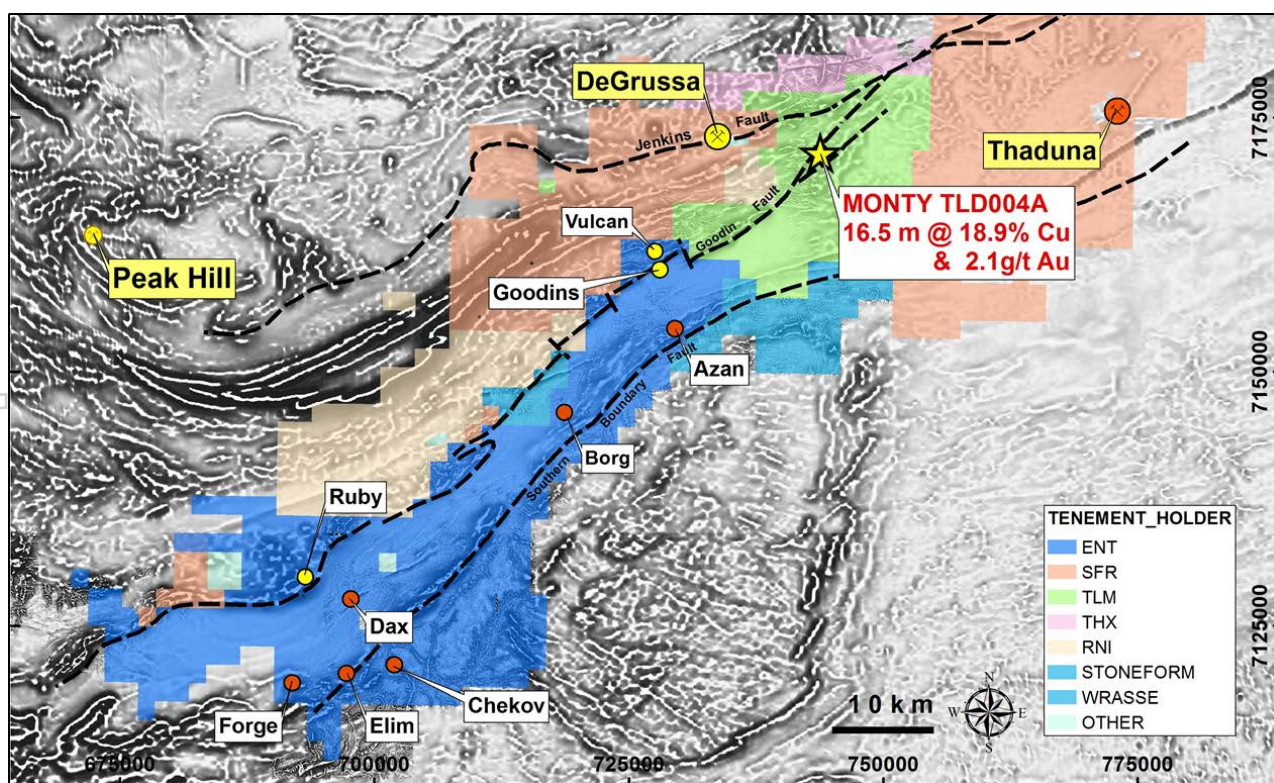 DeGrussa
Thaduna
Jenkins Fault
Goodin Fault
MONTY TLD004A
16.5 m @ 18.9% Cu
& 2.1g/t Au
Vulcan
Peak Hill
Goodins
Azan
Southern Boundary Fault
Borg
Ruby
Dax
Chekov
Forge
Elim
10 km
N
W E
S
TENEMENT_HOLDER
ENT
SFR
TLM
THX
RNI
STONEFORM
WRASSE
OTHER
7175000
7150000
7125000
675000
700000
725000
750000
775000